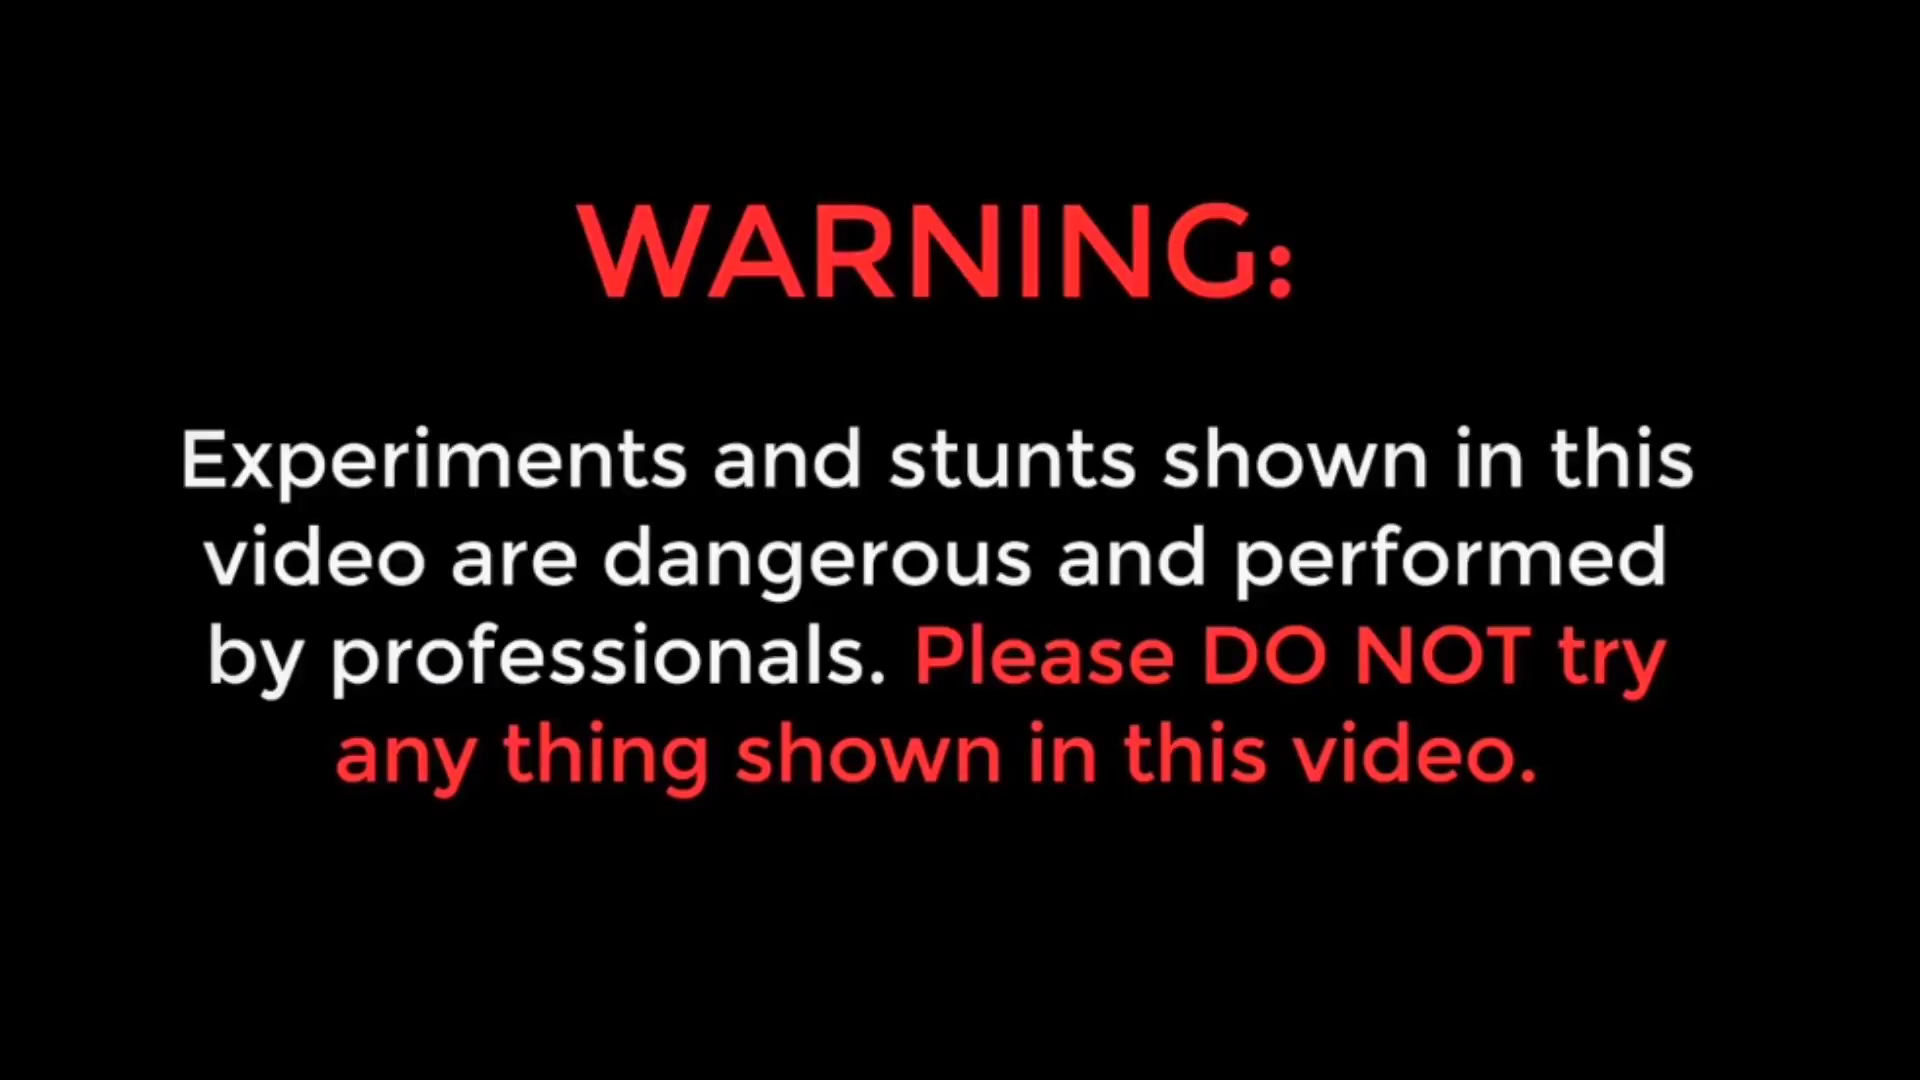 WARNING:
Experiments and stunts shown in this
video are dangerous and performed
by professionals. Please DO NOT try
any thing shown in this video.